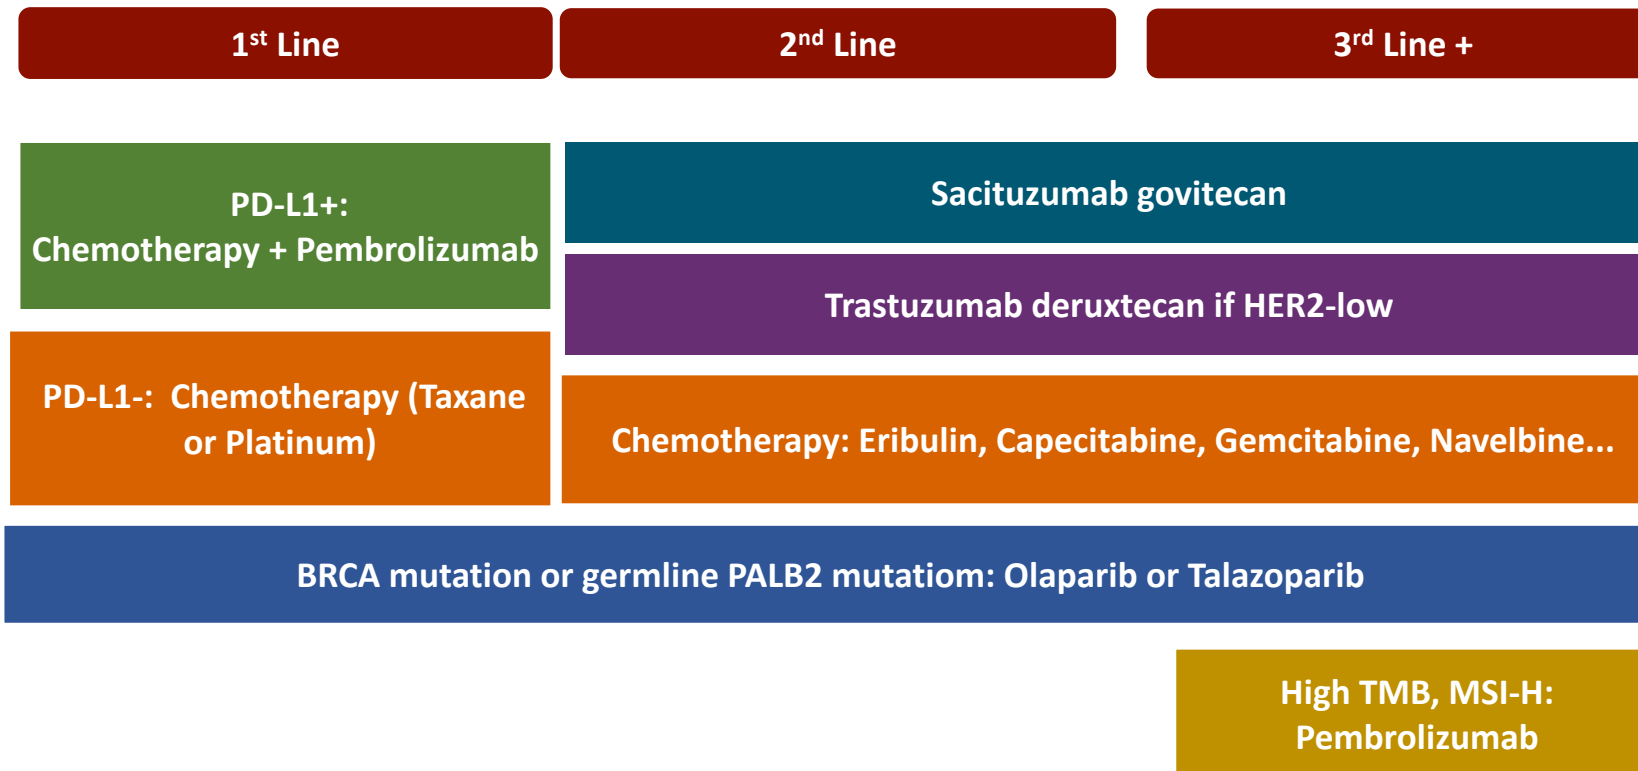 1st Line
2nd Line
3rd Line +
PD-L1+:
Chemotherapy + Pembrolizumab
Sacituzumab govitecan
Trastuzumab deruxtecan if HER2-low
PD-L1-: Chemotherapy (Taxane
or Platinum)
Chemotherapy: Eribulin, Capecitabine, Gemcitabine, Navelbine...
BRCA mutation or germline PALB2 mutatiom: Olaparib or Talazoparib
High TMB, MSI-H:
Pembrolizumab